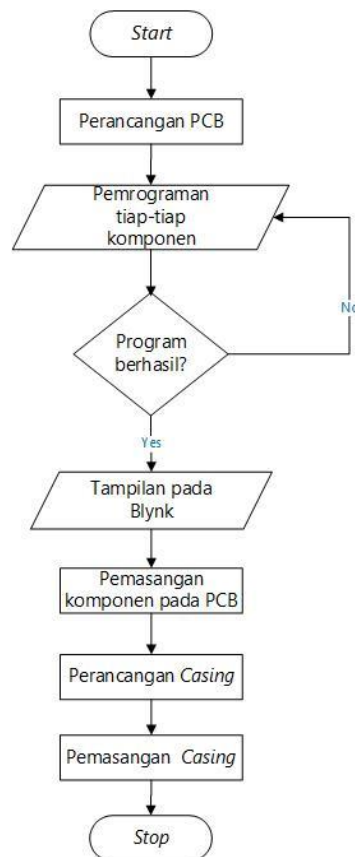 Start
Perancangan PCB
Pemrograman
tiap-tiap
komponen
Program
berhasil?
No
Yes
Tampilan pada
Blynk
Pemasangan
komponen pada PCB
Perancangan Casing
Pemasangan Casing
Stop